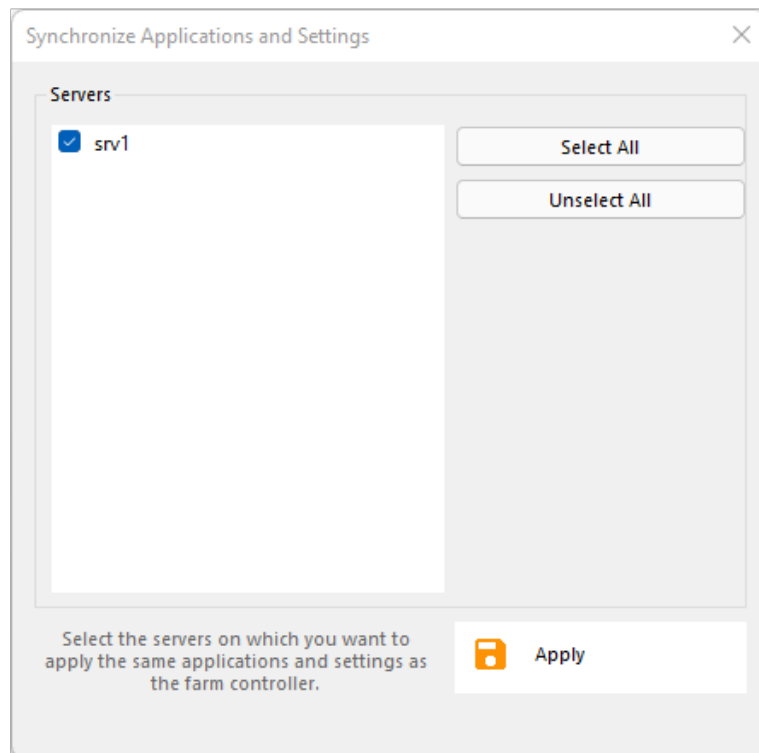 Synchronize Applications and Settings
Servers
srv1
Select All
Unselect All
Select the servers on which you want to
apply the same applications and settings as
the farm controller.
Apply